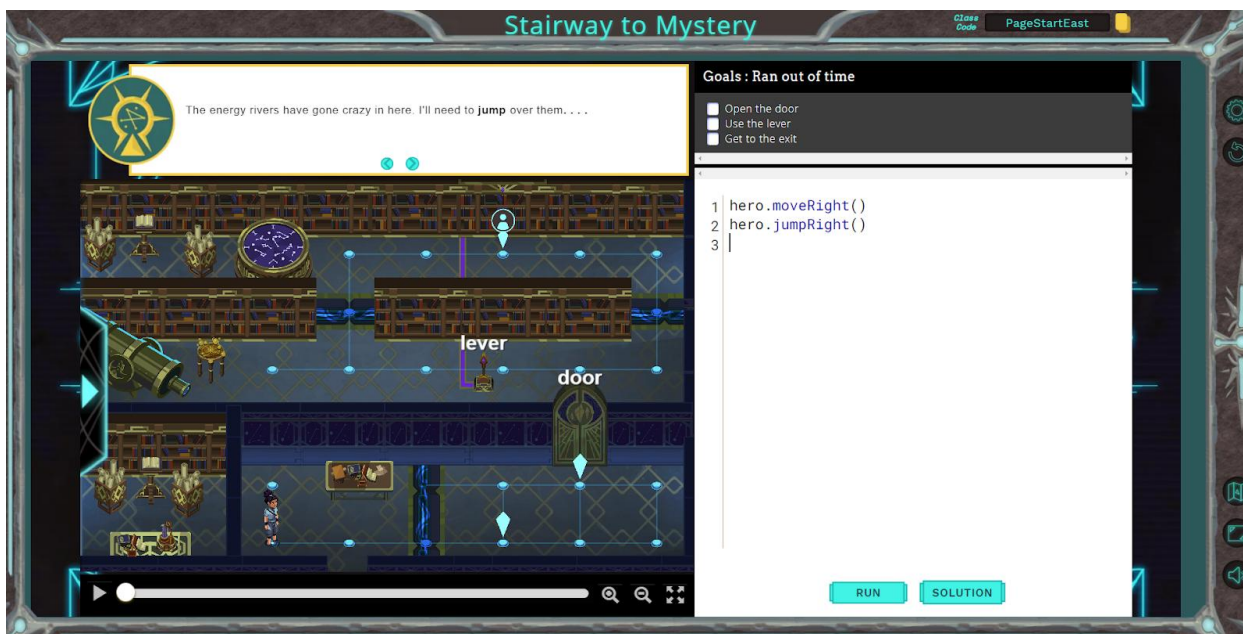 Stairway to Mystery
Class
Code
PageStartEast
The energy rivers have gone crazy in here. I'll need to jump over them. . . .
Goals : Ran out of time
Open the door
Use the lever
Get to the exit
lever
door
1 hero.moveRight()
2 hero.jumpRight()
3
RUN
SOLUTION